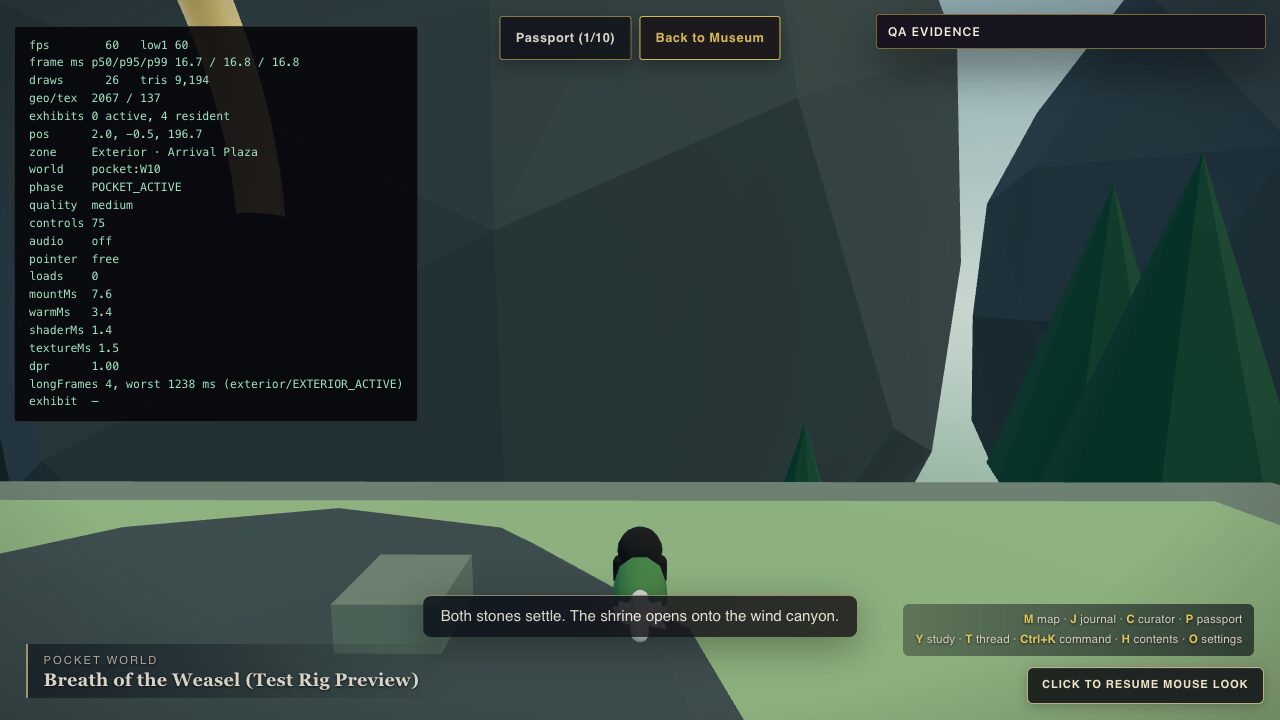 fps 60 low1 60
frame ms p50/p95/p99 16.7 / 16.8 / 16.8
draws 26 tris 9,194
geo/tex 2067 / 137
exhibits 0 active, 4 resident
pos 2.0, −0.5, 196.7
zone Exterior · Arrival Plaza
world pocket:W10
phase POCKET_ACTIVE
quality medium
controls 75
audio off
pointer free
loads 0
mountMs 7.6
warmMs 3.4
shaderMs 1.4
textureMs 1.5
dpr 1.00
longFrames 4, worst 1238 ms (exterior/EXTERIOR_ACTIVE)
exhibit —
Passport (1/10)
Back to Museum
QA EVIDENCE
Both stones settle. The shrine opens onto the wind canyon.
POCKET WORLD
Breath of the Weasel (Test Rig Preview)
M map · J journal · C curator · P passport
Y study · T thread · Ctrl+K command · H contents · O settings
CLICK TO RESUME MOUSE LOOK